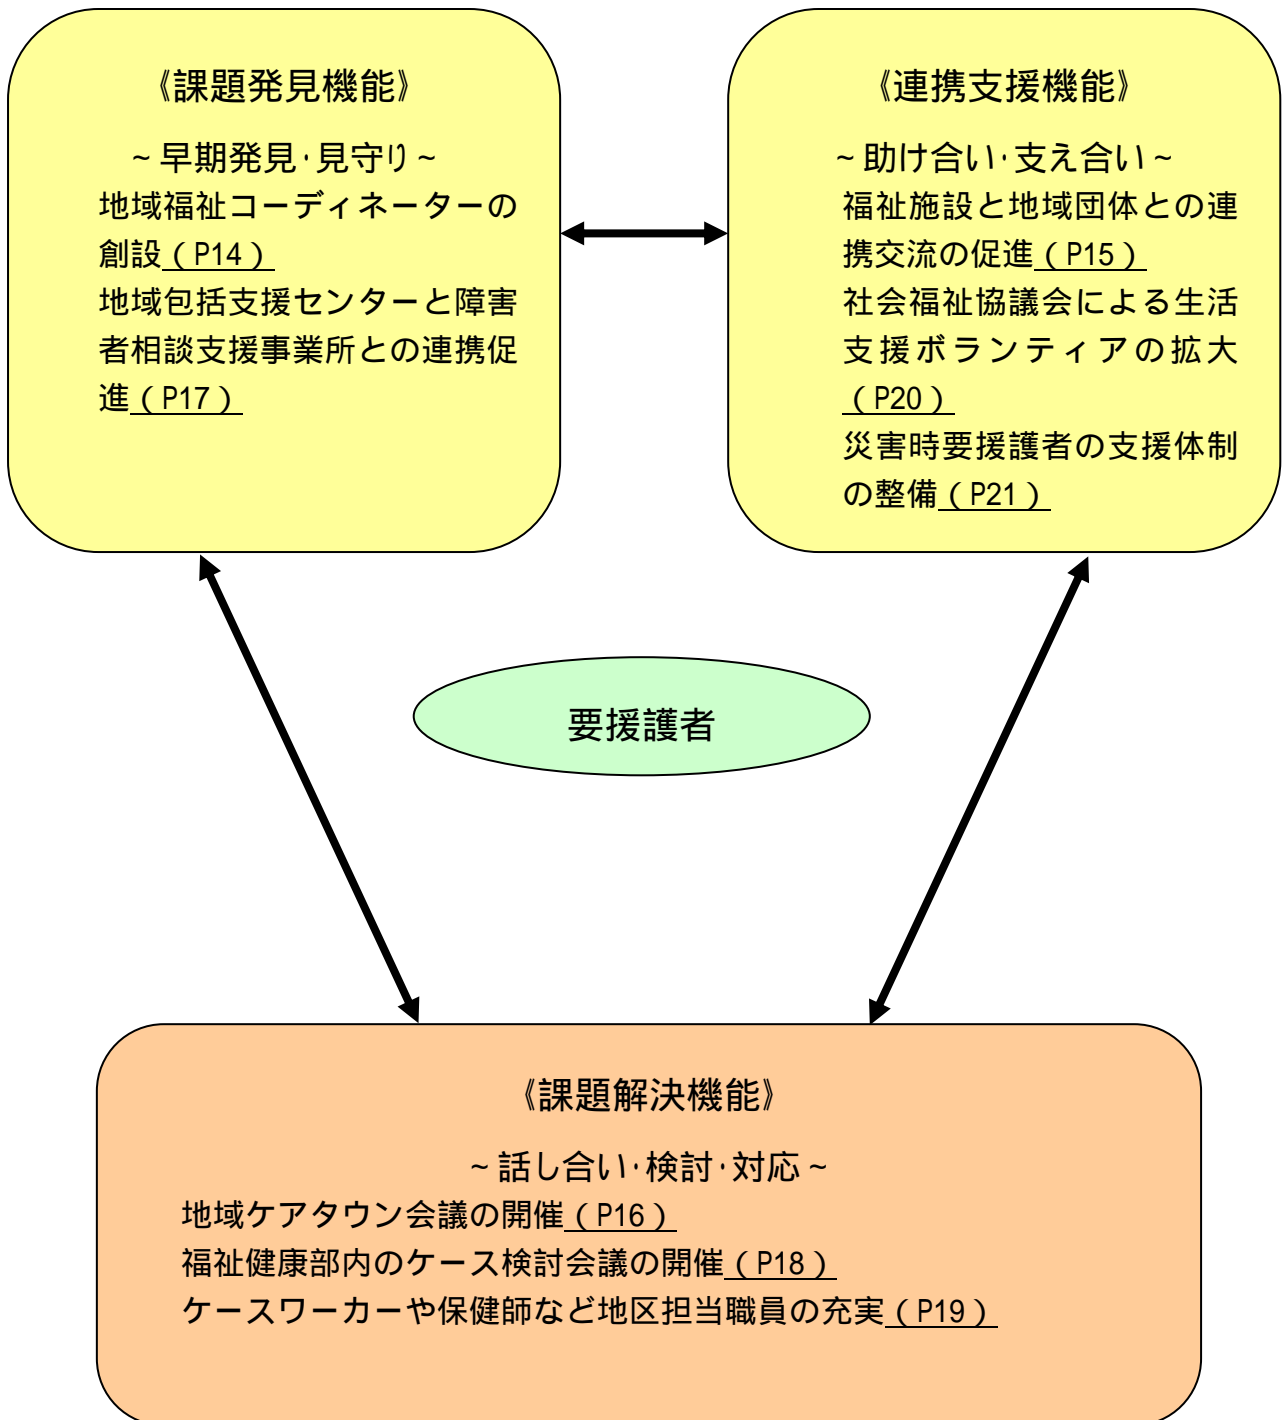 《課題発見機能》
~早期発見・見守り~
地域福祉コーディネーターの
創設(P14)
地域包括支援センターと障害
者相談支援事業所との連携促
進(P17)
《連携支援機能》
~助け合い・支え合い~
福祉施設と地域団体との連
携交流の促進(P15)
社会福祉協議会による生活
支援ボランティアの拡大
(P20)
災害時要援護者の支援体制
の整備(P21)
要援護者
《課題解決機能》
~話し合い・検討・対応~
地域ケアタウン会議の開催(P16)
福祉健康部内のケース検討会議の開催(P18)
ケースワーカーや保健師など地区担当職員の充実(P19)